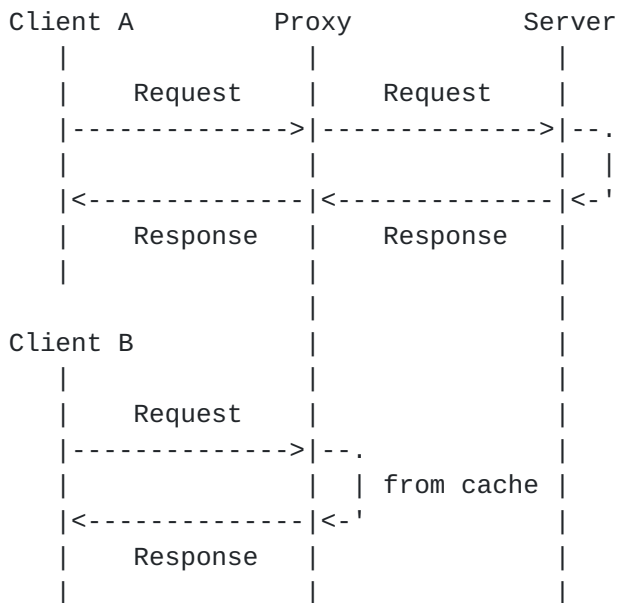 Client A Proxy Server
Request Request
Response Response
Client B
Request
from cache
Response